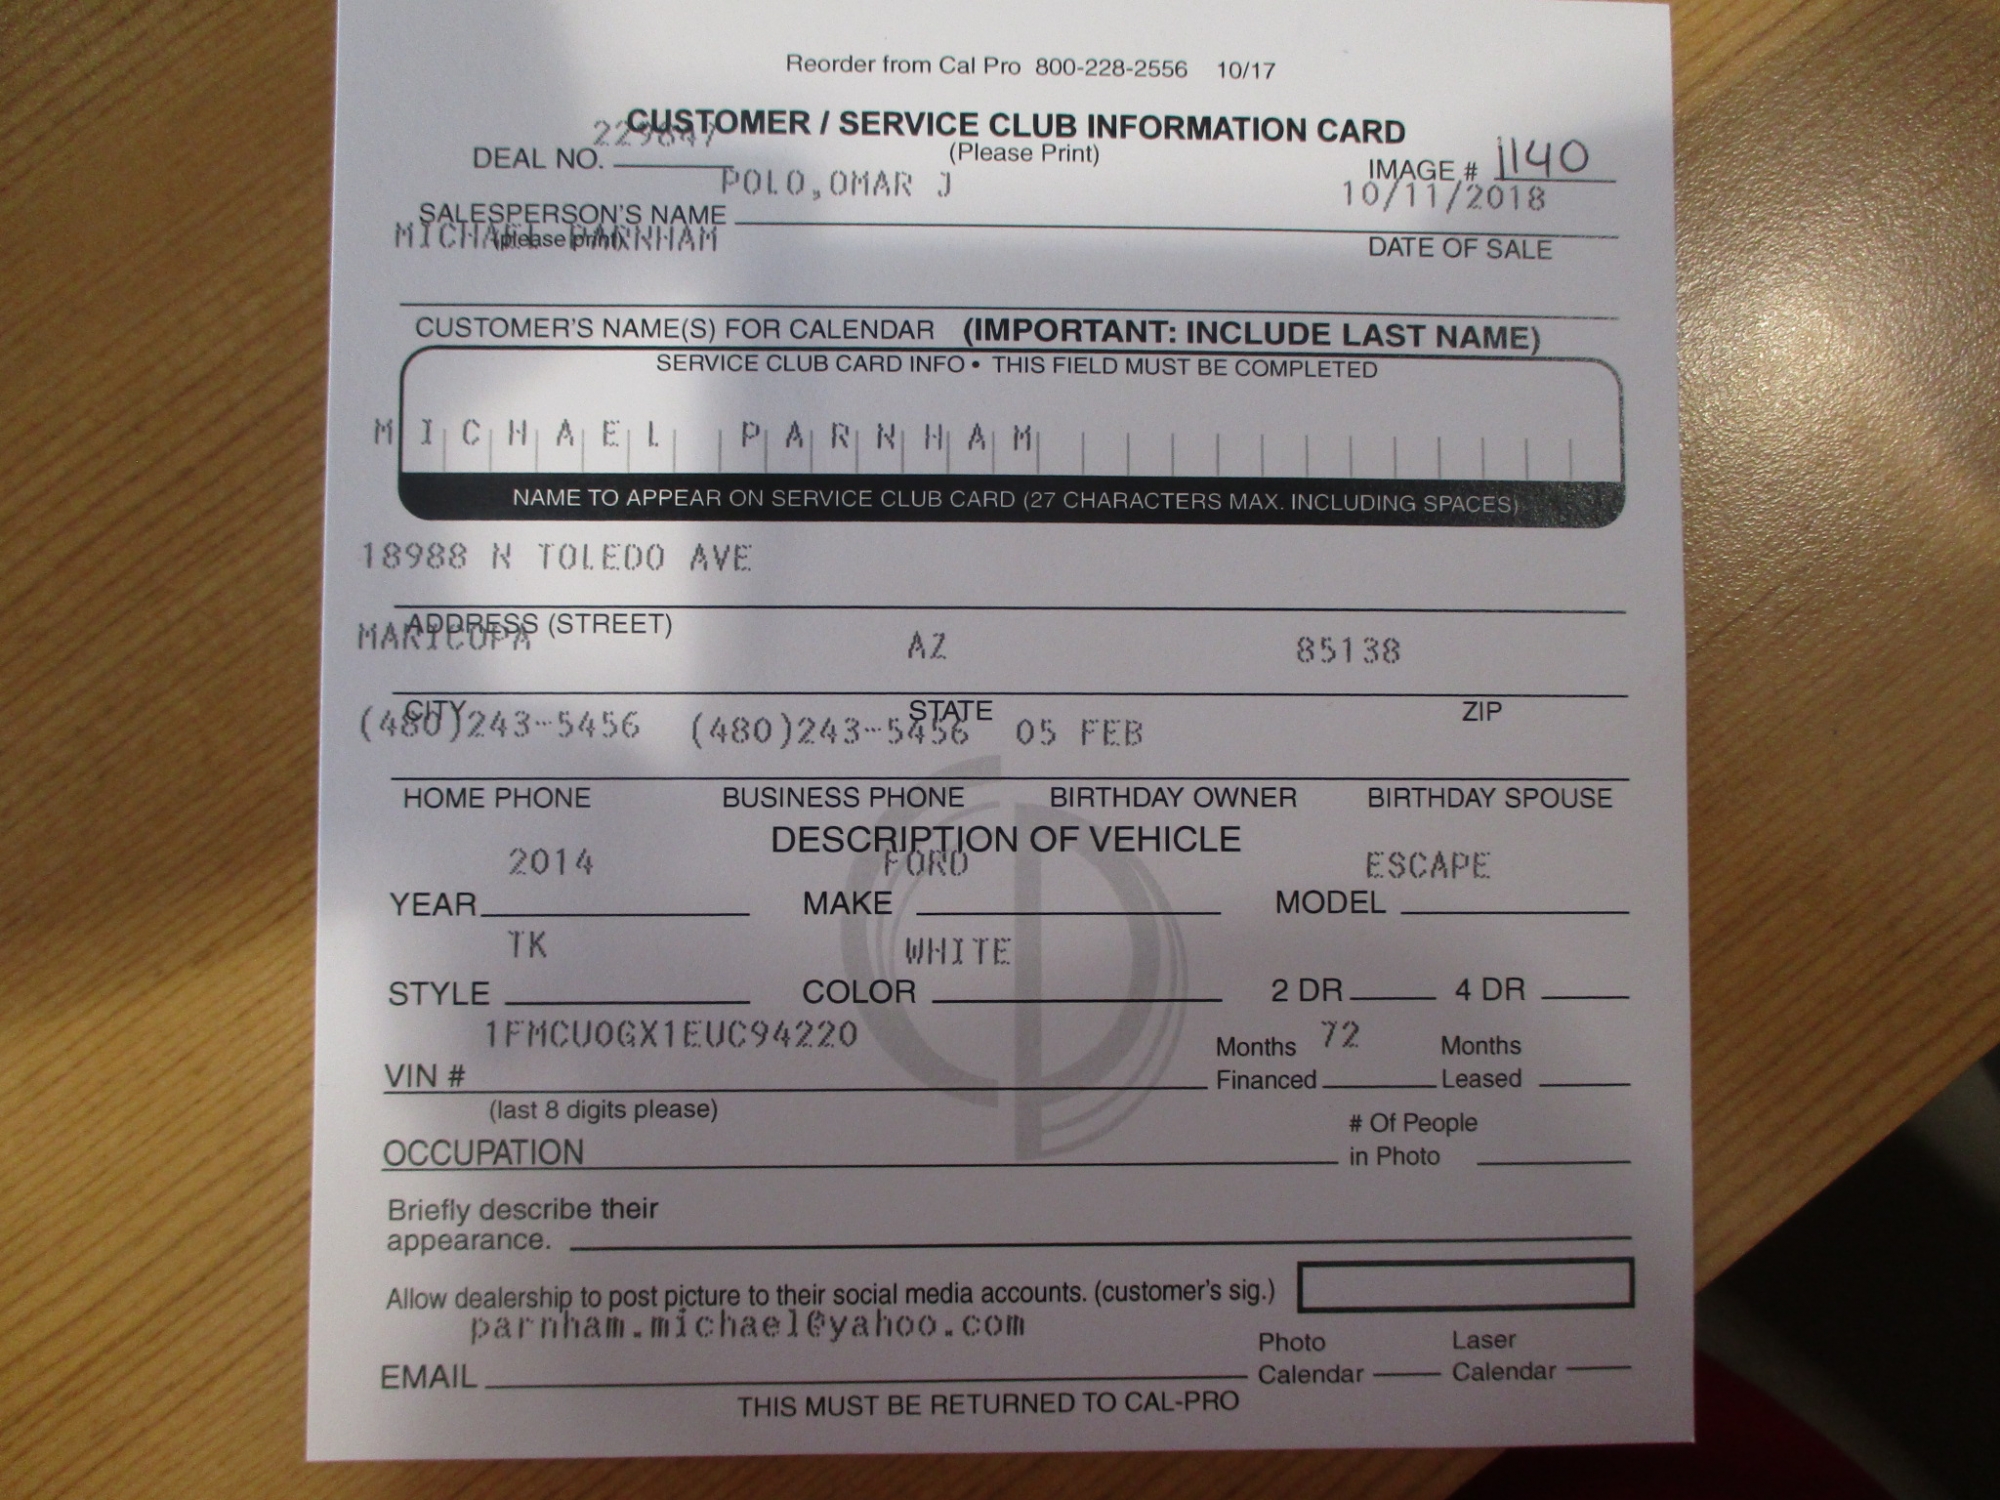 Reorder from Cal Pro 800-228-2556 10/17
CUSTOMER / SERVICE CLUB INFORMATION CARD
(Please Print)
DEAL NO. 229847
IMAGE # 1140
POLO,OMAR J 10/11/2018
SALESPERSON'S NAME
(please print)
DATE OF SALE
MICHAEL PARNHAM
CUSTOMER'S NAME(S) FOR CALENDAR (IMPORTANT: INCLUDE LAST NAME)
SERVICE CLUB CARD INFO • THIS FIELD MUST BE COMPLETED
MICHAEL PARNHAM
NAME TO APPEAR ON SERVICE CLUB CARD (27 CHARACTERS MAX. INCLUDING SPACES)
18988 N TOLEDO AVE
ADDRESS (STREET)
MARICOPA AZ 85138
CITY STATE ZIP
(480)243-5456 (480)243-5456 05 FEB
HOME PHONE BUSINESS PHONE BIRTHDAY OWNER BIRTHDAY SPOUSE
DESCRIPTION OF VEHICLE
2014 FORD ESCAPE
YEAR MAKE MODEL
TK WHITE
STYLE COLOR 2 DR 4 DR
1FMCU0GX1EUC94220
Months 72 Months
VIN # Financed Leased
(last 8 digits please)
# Of People
OCCUPATION in Photo
Briefly describe their
appearance.
Allow dealership to post picture to their social media accounts. (customer's sig.)
parnham.michael@yahoo.com
Photo Laser
EMAIL Calendar Calendar
THIS MUST BE RETURNED TO CAL-PRO